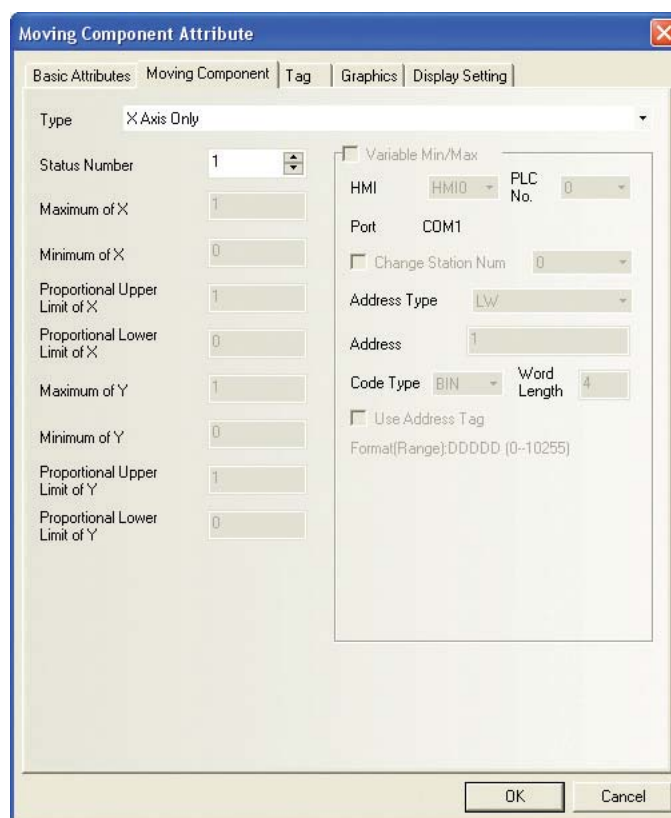 Moving Component Attribute
Basic Attributes Moving Component Tag Graphics Display Setting
Type X Axis Only
Status Number 1
Maximum of X 1
Minimum of X 0
Proportional Upper
Limit of X 1
Proportional Lower
Limit of X 0
Maximum of Y 1
Minimum of Y 0
Proportional Upper
Limit of Y 1
Proportional Lower
Limit of Y 0
Variable Min/Max
HMI HMI0 PLC
No. 0
Port COM1
Change Station Num 0
Address Type LW
Address 1
Code Type BIN Word
Length 4
Use Address Tag
Format(Range):DDDDD (0--10255)
OK Cancel